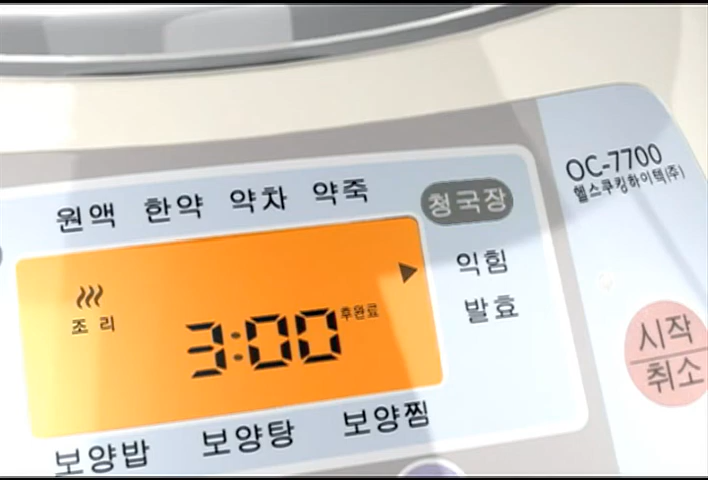 OC-7700
헬스쿠킹하이텍(주)
원액 한약 약차 약죽
청국장
익힘
발효
조리
3:00 후완료
시작
취소
보양밥 보양탕 보양찜